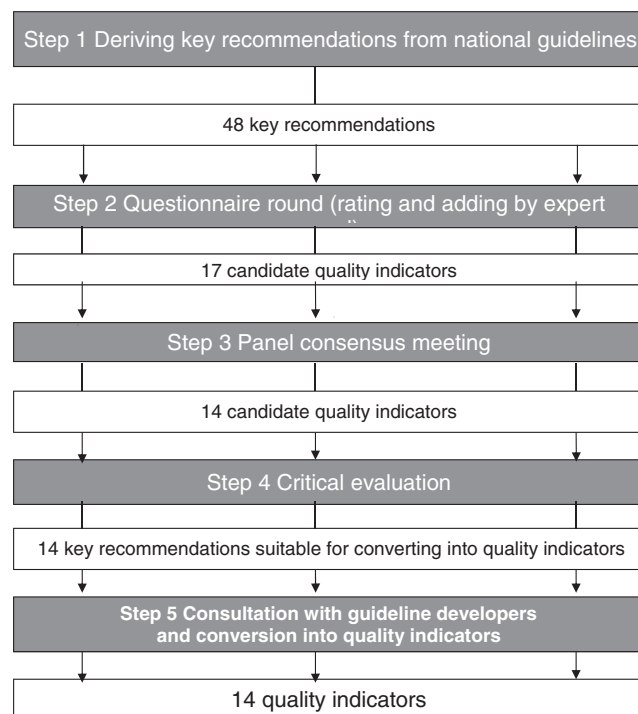 Step 1 Deriving key recommendations from national guidelines
48 key recommendations
Step 2 Questionnaire round (rating and adding by expert
17 candidate quality indicators
Step 3 Panel consensus meeting
14 candidate quality indicators
Step 4 Critical evaluation
14 key recommendations suitable for converting into quality indicators
Step 5 Consultation with guideline developers
and conversion into quality indicators
14 quality indicators